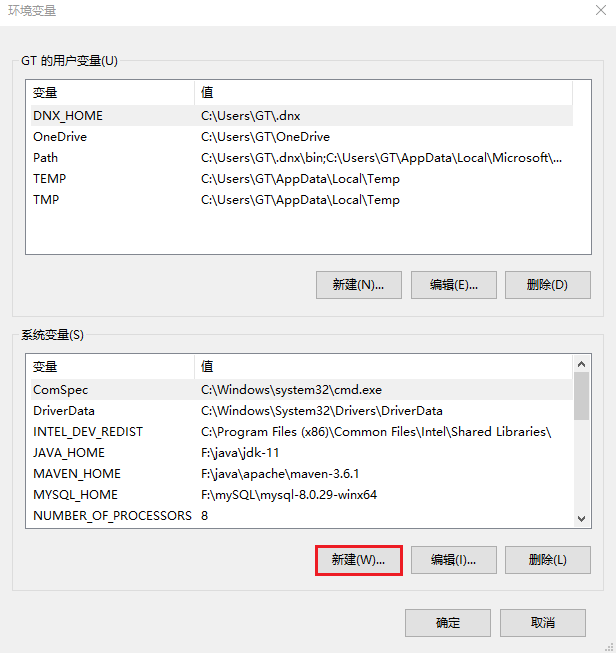 环境变量
GT 的用户变量(U)
变量 值
DNX_HOME C:\Users\GT\.dnx
OneDrive C:\Users\GT\OneDrive
Path C:\Users\GT\.dnx\bin;C:\Users\GT\AppData\Local\Microsoft\...
TEMP C:\Users\GT\AppData\Local\Temp
TMP C:\Users\GT\AppData\Local\Temp
新建(N)... 编辑(E)... 删除(D)
系统变量(S)
变量 值
ComSpec C:\Windows\system32\cmd.exe
DriverData C:\Windows\System32\Drivers\DriverData
INTEL_DEV_REDIST C:\Program Files (x86)\Common Files\Intel\Shared Libraries\
JAVA_HOME F:\java\jdk-11
MAVEN_HOME F:\java\apache\maven-3.6.1
MYSQL_HOME F:\mySQL\mysql-8.0.29-winx64
NUMBER_OF_PROCESSORS 8
新建(W)... 编辑(I)... 删除(L)
确定 取消